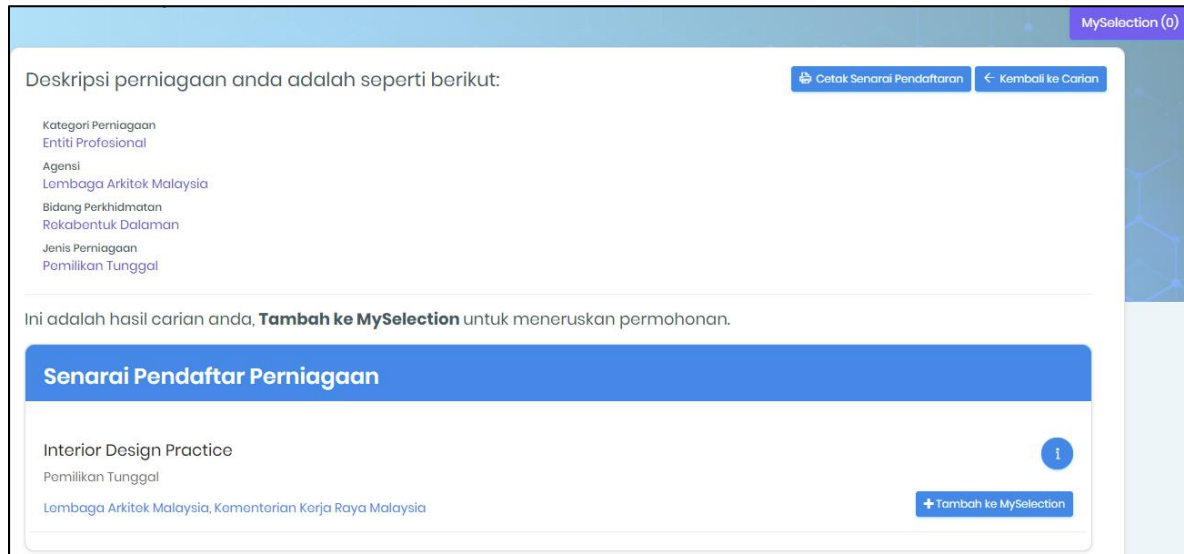 MySelection (0)
Deskripsi perniagaan anda adalah seperti berikut:
Cetak Senarai Pendaftaran
Kembali ke Carian
Kategori Perniagaan
Entiti Profesional
Agensi
Lembaga Arkitek Malaysia
Bidang Perkhidmatan
Rekabentuk Dalaman
Jenis Perniagaan
Pemilikan Tunggal
Ini adalah hasil carian anda, Tambah ke MySelection untuk meneruskan permohonan.
Senarai Pendaftar Perniagaan
Interior Design Practice
i
Pemilikan Tunggal
Lembaga Arkitek Malaysia, Kementerian Kerja Raya Malaysia
+ Tambah ke MySelection